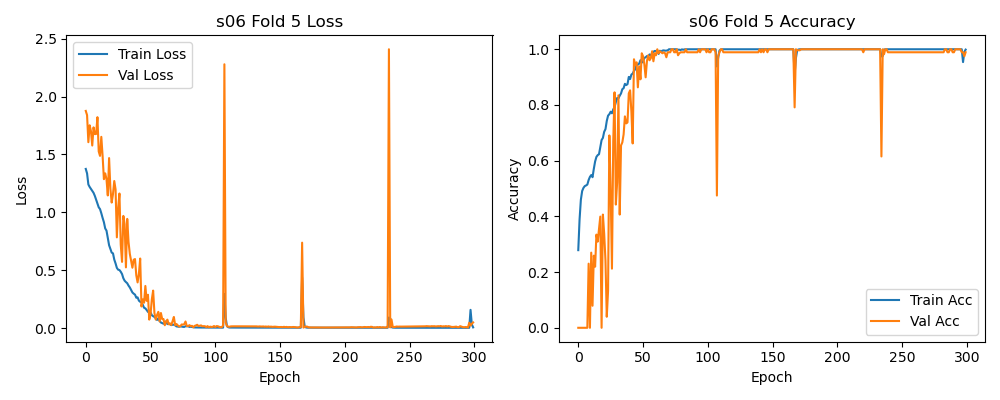 s06 Fold 5 Loss
2.5
2.0
1.5
1.0
0.5
0.0
Loss
Train Loss
Val Loss
0 50 100 150 200 250 300
Epoch
s06 Fold 5 Accuracy
1.0
0.8
0.6
0.4
0.2
0.0
Accuracy
Train Acc
Val Acc
0 50 100 150 200 250 300
Epoch